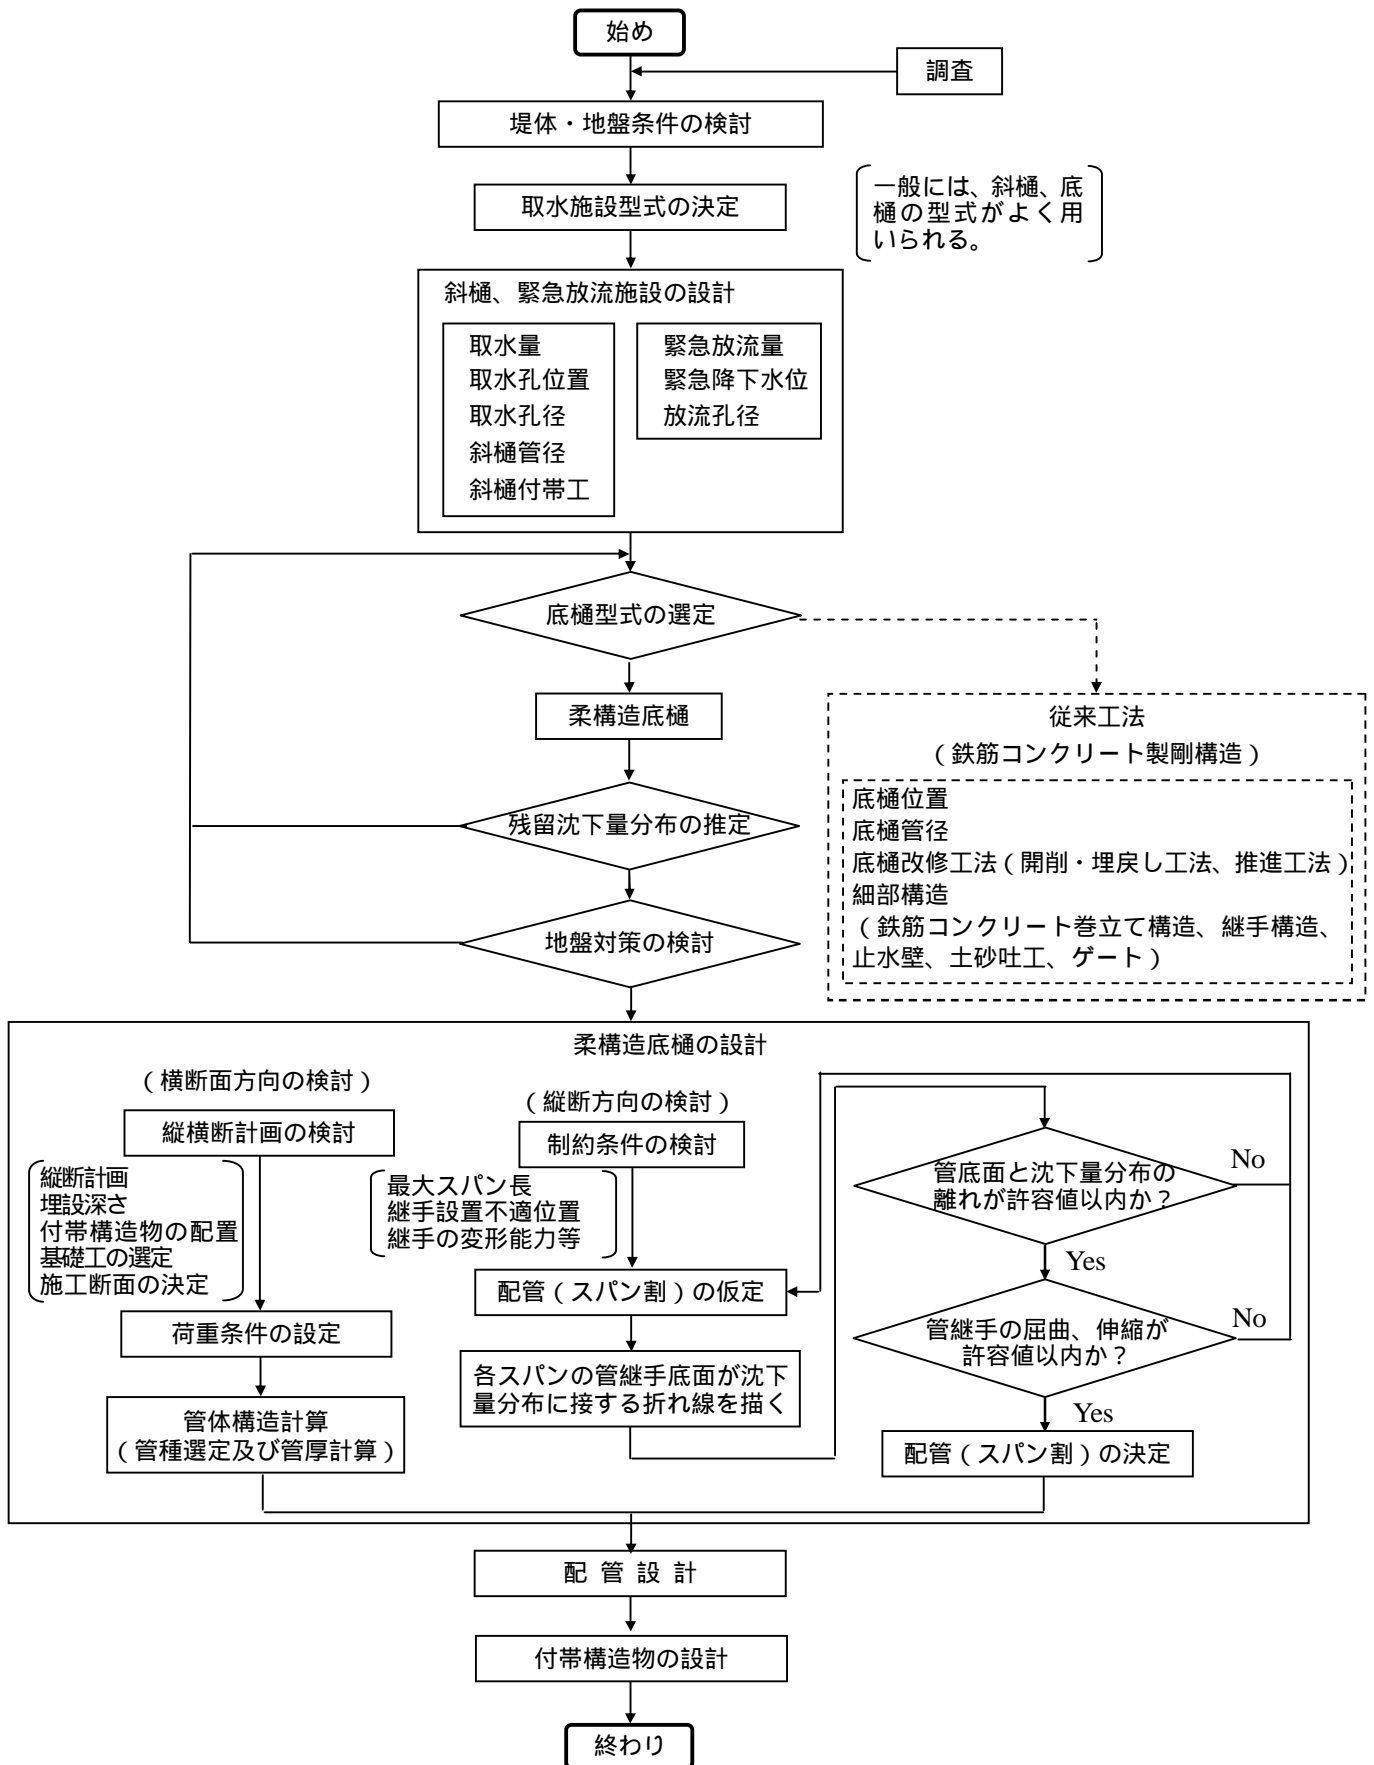 始め
調査
堤体・地盤条件の検討
取水施設型式の決定
一般には、斜樋、底
樋の型式がよく用
いられる。
斜樋、緊急放流施設の設計
取水量
取水孔位置
取水孔径
斜樋管径
斜樋付帯工
緊急放流量
緊急降下水位
放流孔径
底樋型式の選定
柔構造底樋
残留沈下量分布の推定
地盤対策の検討
従来工法
（鉄筋コンクリート製剛構造）
底樋位置
底樋管径
底樋改修工法（開削・埋戻し工法、推進工法）
細部構造
（鉄筋コンクリート巻立て構造、継手構造、
止水壁、土砂吐工、ゲート）
柔構造底樋の設計
（横断面方向の検討）
縦横断計画の検討
縦断計画
埋設深さ
付帯構造物の配置
基礎工の選定
施工断面の決定
荷重条件の設定
管体構造計算
（管種選定及び管厚計算）
（縦断方向の検討）
制約条件の検討
最大スパン長
継手設置不適位置
継手の変形能力等
配管（スパン割）の仮定
各スパンの管継手底面が沈下
量分布に接する折れ線を描く
管底面と沈下量分布の
離れが許容値以内か？
No
Yes
管継手の屈曲、伸縮が
許容値以内か？
No
Yes
配管（スパン割）の決定
配 管 設 計
付帯構造物の設計
終わり